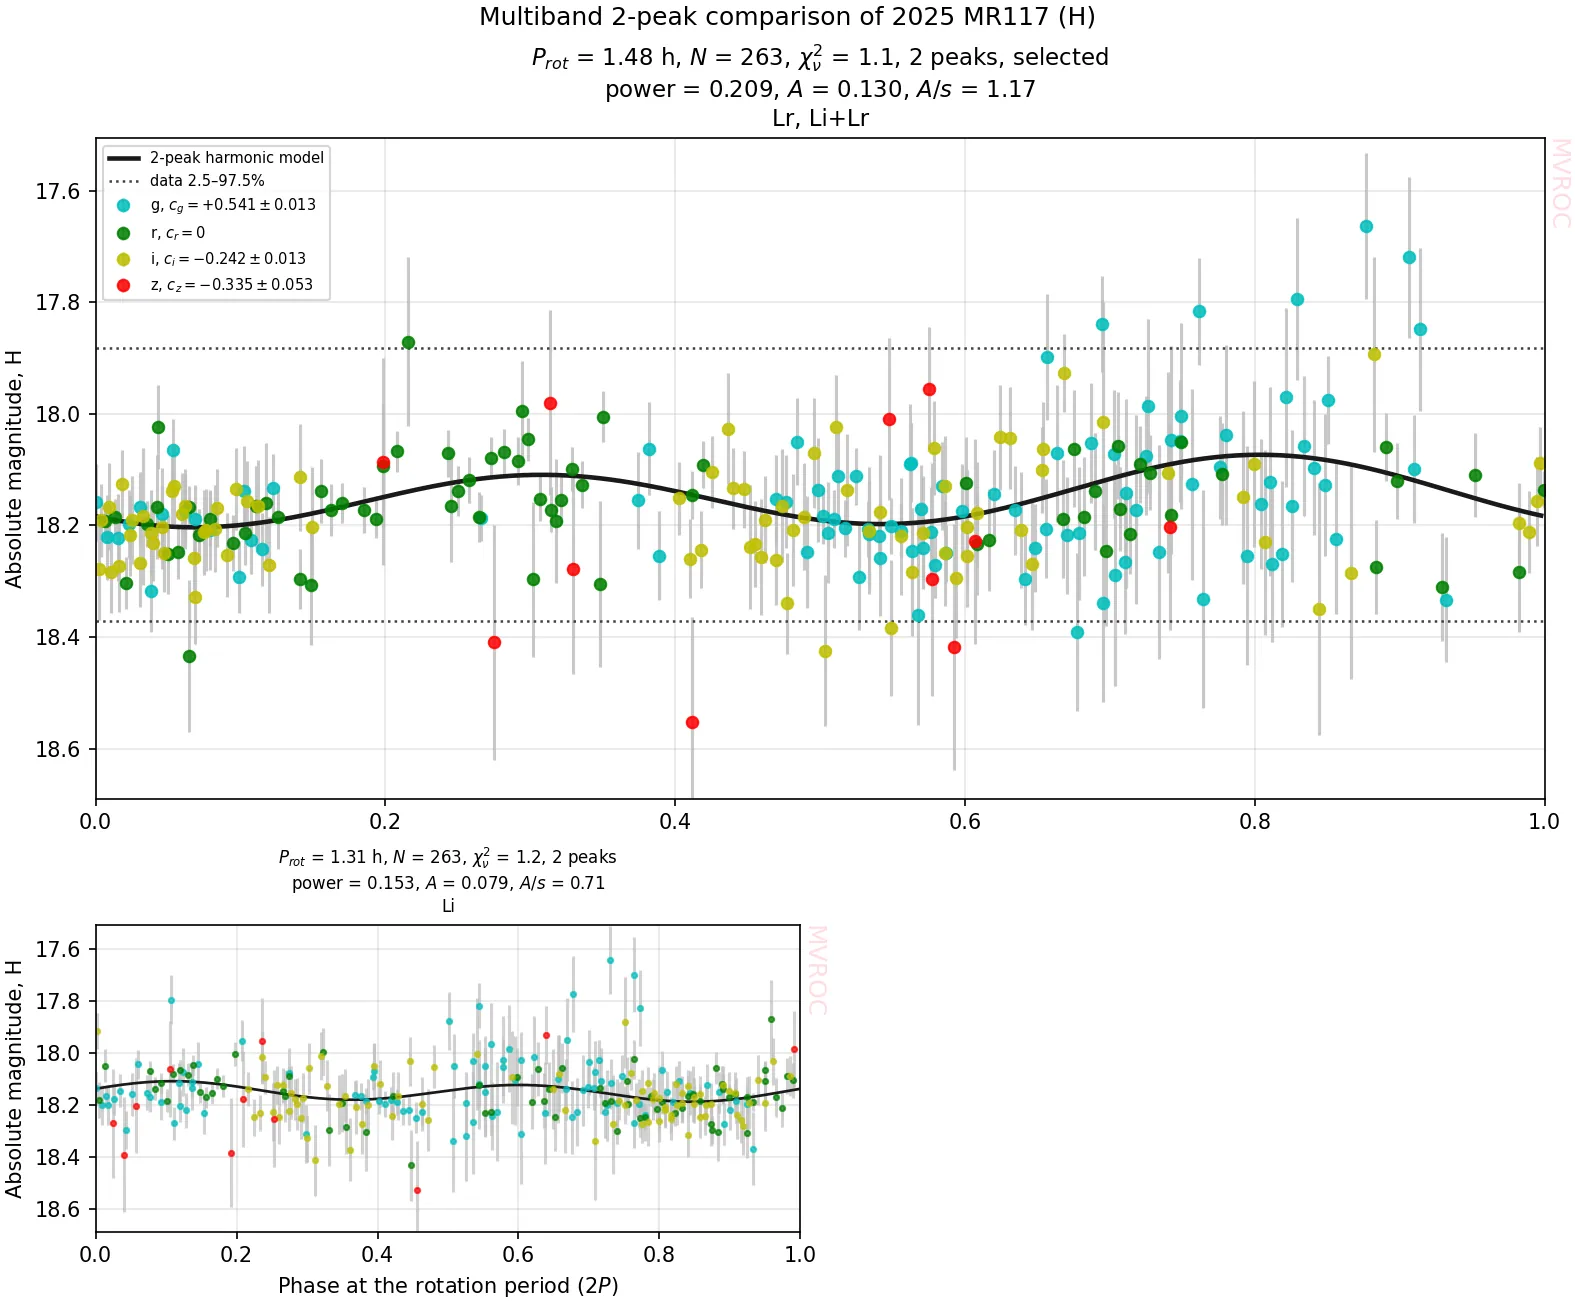 Multiband 2-peak comparison of 2025 MR117 (H)
P_rot = 1.48 h, N = 263, χ²_ν = 1.1, 2 peaks, selected
power = 0.209, A = 0.130, A/s = 1.17
Lr, Li+Lr
2-peak harmonic model
data 2.5–97.5%
g, c_g = +0.541 ± 0.013
r, c_r = 0
i, c_i = −0.242 ± 0.013
z, c_z = −0.335 ± 0.053
17.6
17.8
18.0
18.2
18.4
18.6
Absolute magnitude, H
0.0 0.2 0.4 0.6 0.8 1.0
MVROC
P_rot = 1.31 h, N = 263, χ²_ν = 1.2, 2 peaks
power = 0.153, A = 0.079, A/s = 0.71
Li
17.6
17.8
18.0
18.2
18.4
18.6
Absolute magnitude, H
0.0 0.2 0.4 0.6 0.8 1.0
Phase at the rotation period (2P)
MVROC